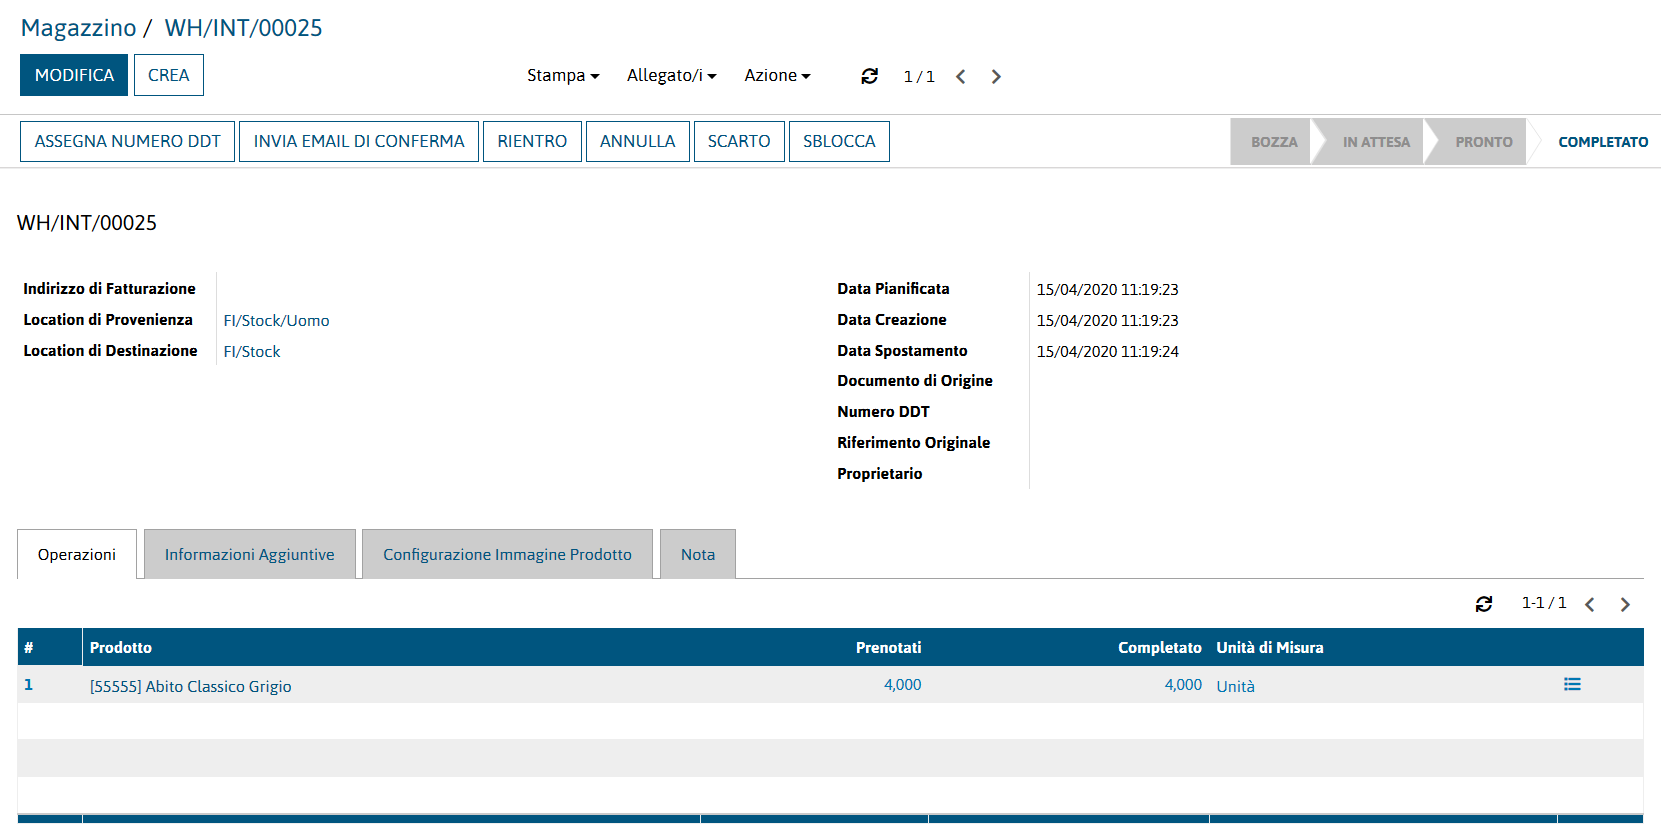 Magazzino / WH/INT/00025
MODIFICA CREA Stampa Allegato/i Azione 1 / 1
ASSEGNA NUMERO DDT INVIA EMAIL DI CONFERMA RIENTRO ANNULLA SCARTO SBLOCCA BOZZA IN ATTESA PRONTO COMPLETATO
WH/INT/00025
Indirizzo di Fatturazione
Location di Provenienza FI/Stock/Uomo
Location di Destinazione FI/Stock
Data Pianificata 15/04/2020 11:19:23
Data Creazione 15/04/2020 11:19:23
Data Spostamento 15/04/2020 11:19:24
Documento di Origine
Numero DDT
Riferimento Originale
Proprietario
Operazioni Informazioni Aggiuntive Configurazione Immagine Prodotto Nota
1-1 / 1
# Prodotto Prenotati Completato Unità di Misura
1 [55555] Abito Classico Grigio 4,000 4,000 Unità